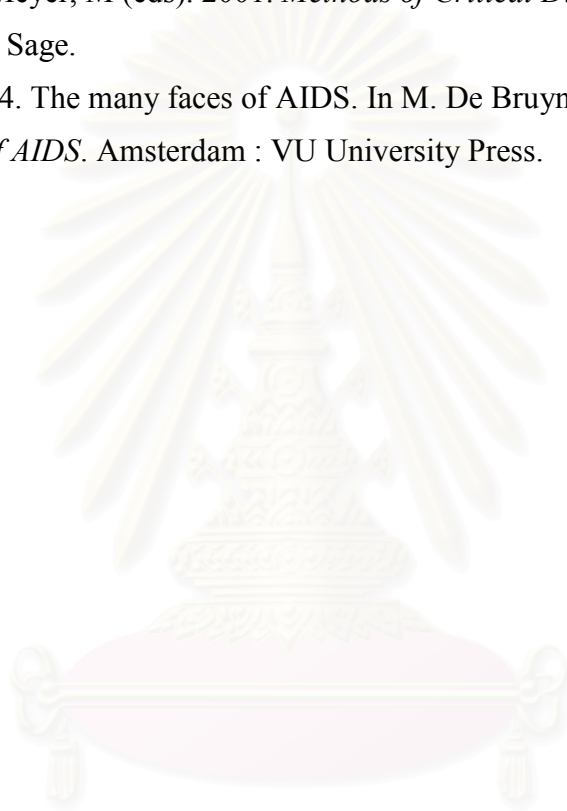 (eds). 2001. Methods of Critical
Sage.
4. The many faces of AIDS. In M. De Bruyn
AIDS. Amsterdam : VU University Press.